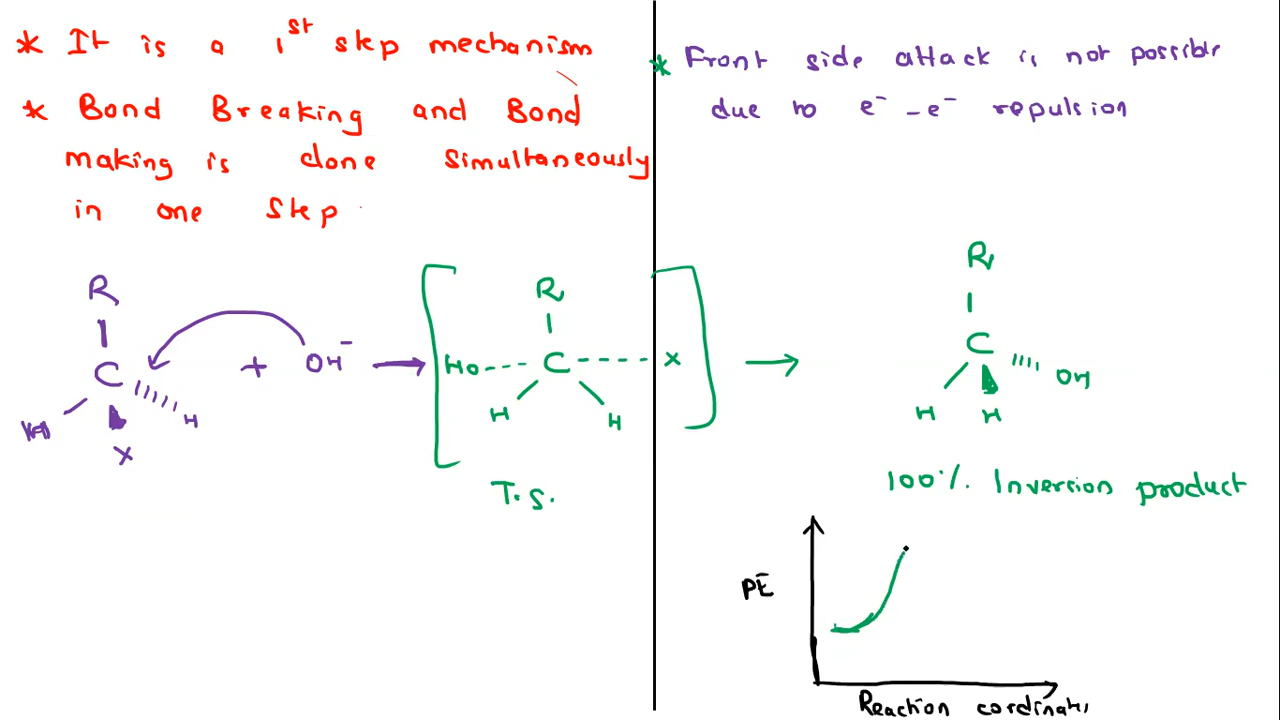 * It is a 1st step mechanism
* Bond Breaking and Bond
making is done simultaneously
in one step
* Front side attack is not possible
due to e⁻ -e⁻ repulsion
R
C
H
X
+ OH⁻
R
HO C X
H H
T.S.
R
C
OH
H H
100% Inversion product
PE
Reaction cordinate